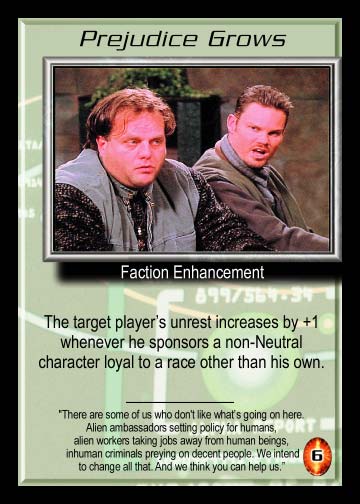 Prejudice Grows
Faction Enhancement
899/564.34
The target player's unrest increases by +1
whenever he sponsors a non-Neutral
character loyal to a race other than his own.
"There are some of us who don't like what's going on here.
Alien ambassadors setting policy for humans,
alien workers taking jobs away from human beings,
inhuman criminals preying on decent people. We intend
to change all that. And we think you can help us."
6